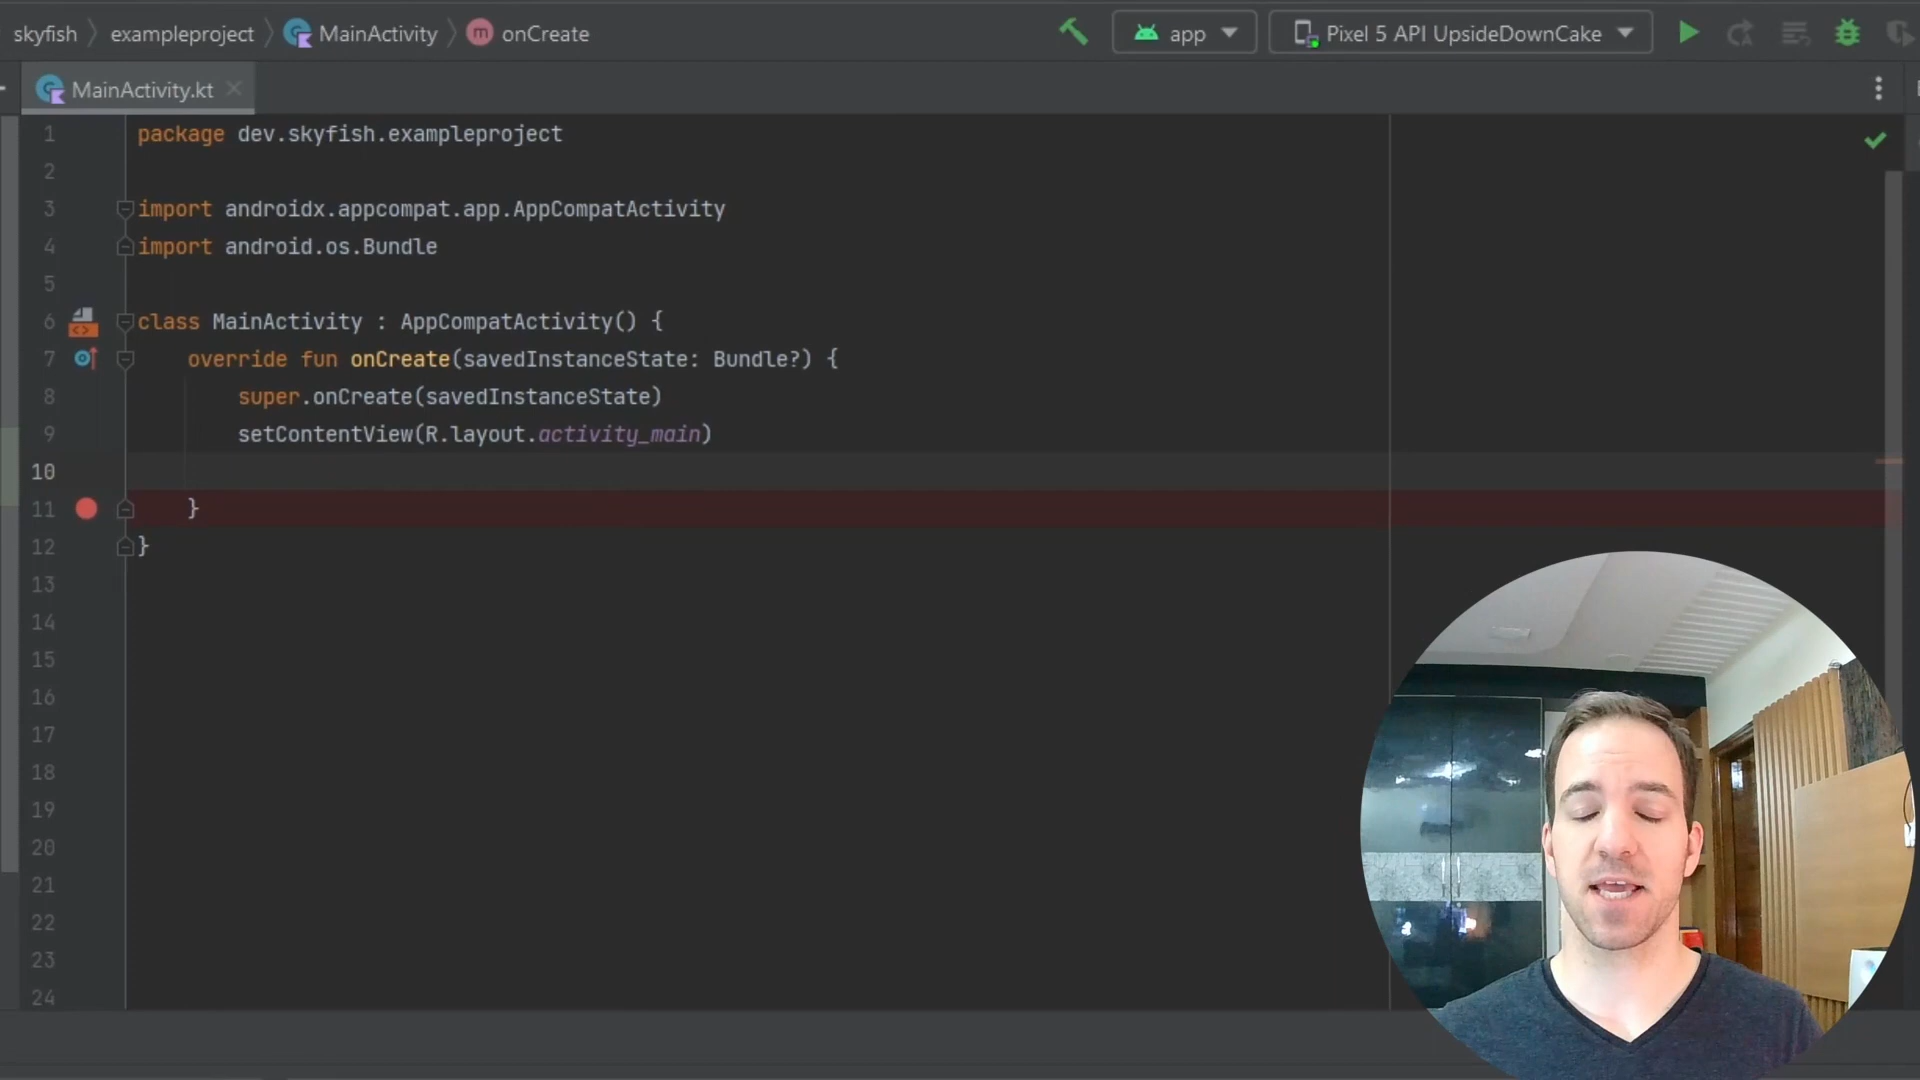 skyfish exampleproject MainActivity m onCreate app Pixel 5 API UpsideDownCake
MainActivity.kt
1 package dev.skyfish.exampleproject
2
3 import androidx.appcompat.app.AppCompatActivity
4 import android.os.Bundle
5
6 class MainActivity : AppCompatActivity() {
7 override fun onCreate(savedInstanceState: Bundle?) {
8 super.onCreate(savedInstanceState)
9 setContentView(R.layout.activity_main)
10
11 }
12 }
13
14
15
16
17
18
19
20
21
22
23
24